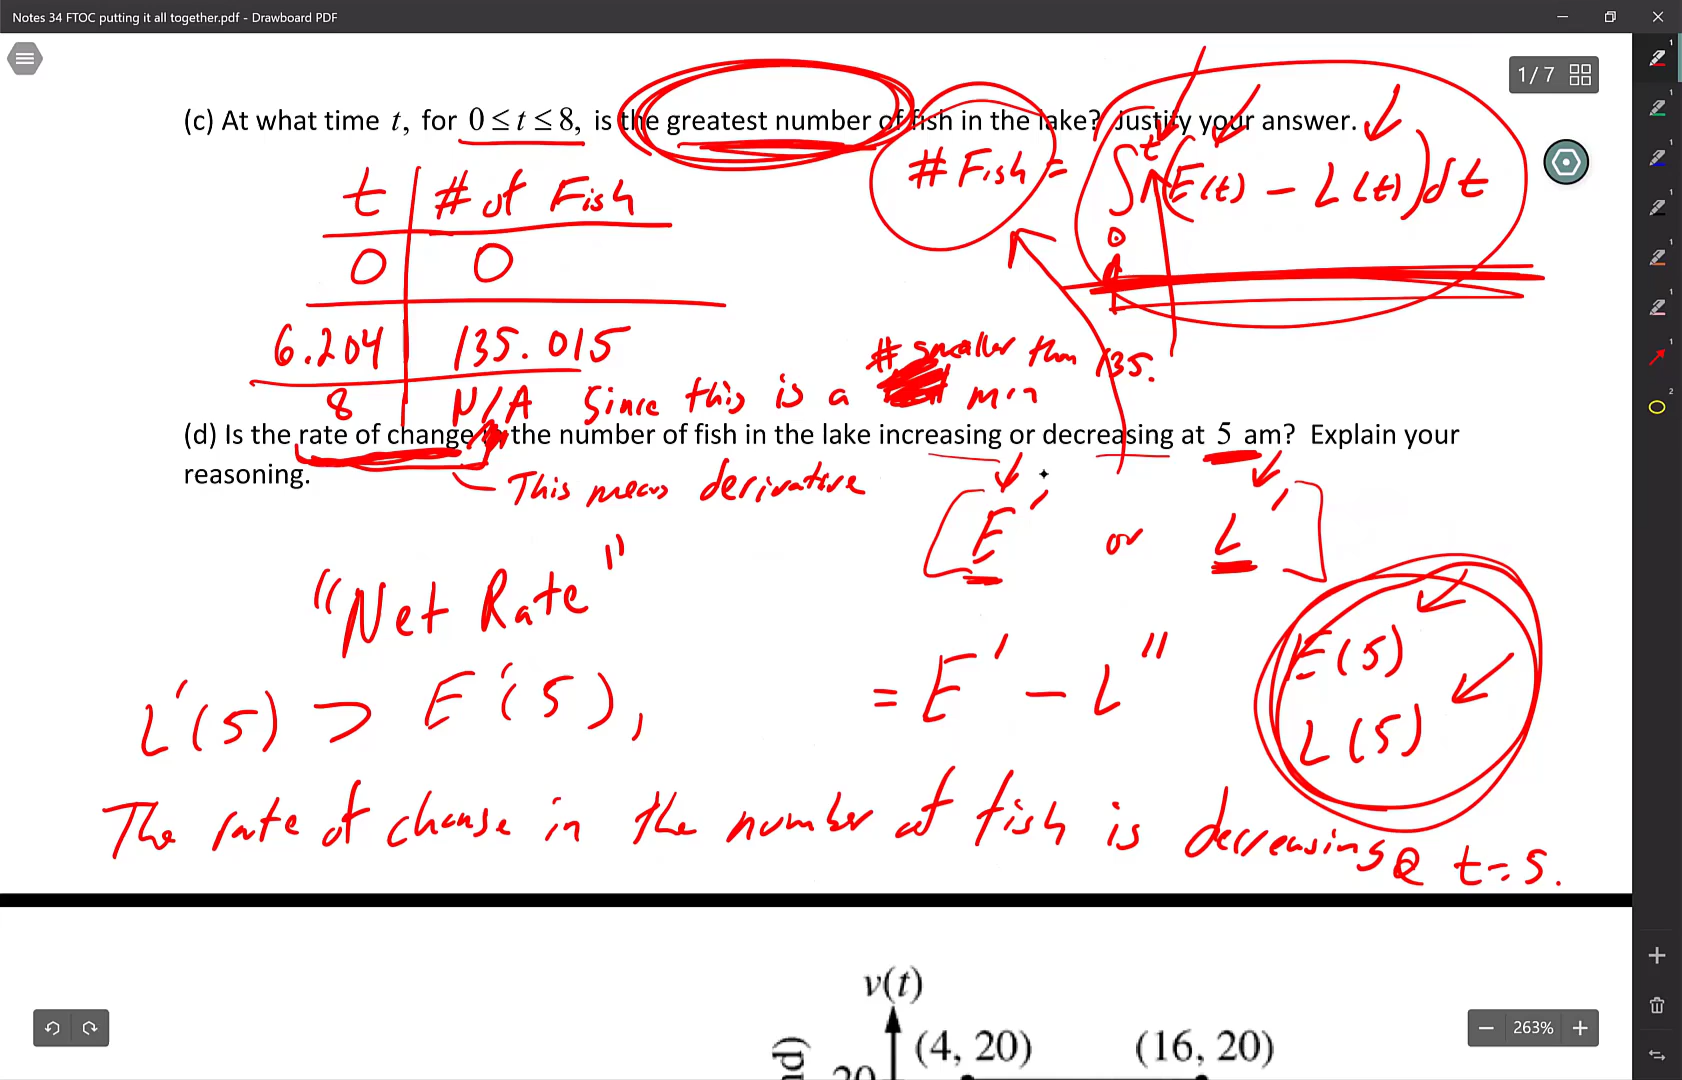 Notes 34 FTOC putting it all together.pdf - Drawboard PDF
1 / 7
(c) At what time t, for 0 ≤ t ≤ 8, is the greatest number of fish in the lake? Justify your answer.
t # of Fish
# Fish = ∫₀ᵗ (E(t) − L(t)) dt
0 0
6.204 135.015
# smaller than 135.
8 N/A Since this is a min
(d) Is the rate of change in the number of fish in the lake increasing or decreasing at 5 am? Explain your
reasoning.
This means derivative
[E' or L']
"Net Rate"
E(5)
L(5)
L'(5) > E'(5),
= E' − L''
The rate of change in the number of fish is decreasing @ t = 5.
v(t)
(4, 20) (16, 20)
20
263%